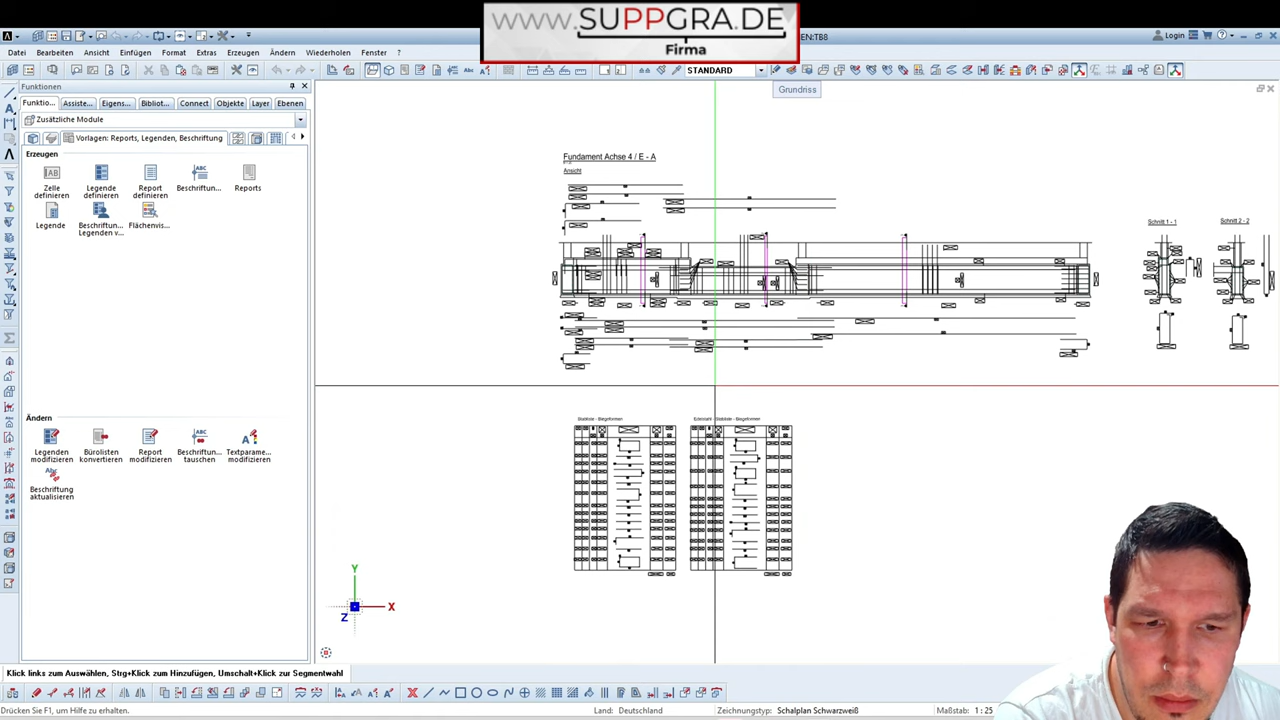 www.SUPPGRA.DE
Firma
EN:TB8
Login
Datei Bearbeiten Ansicht Einfügen Format Extras Erzeugen Ändern Wiederholen Fenster ?
STANDARD
Grundriss
Funktionen
Funktio... Assiste... Eigens... Bibliot... Connect Objekte Layer Ebenen
Zusätzliche Module
Vorlagen: Reports, Legenden, Beschriftung
Erzeugen
Zelle definieren
Legende definieren
Report definieren
Beschriftun...
Reports
Legende
Beschriftun... Legenden v...
Flächenvis...
Ändern
Legenden modifizieren
Bürolisten konvertieren
Report modifizieren
Beschriftun... tauschen
Textparame... modifizieren
Beschriftung aktualisieren
Fundament Achse 4 / E - A
Ansicht
Schnitt 1 - 1
Schnitt 2 - 2
Stabliste - Biegeformen
Edelstahl - Stabliste - Biegeformen
Y
X
Z
Klick links zum Auswählen, Strg+Klick zum Hinzufügen, Umschalt+Klick zur Segmentwahl
Drücken Sie F1, um Hilfe zu erhalten.
Land: Deutschland
Zeichnungstyp: Schalplan Schwarzweiß
Maßstab: 1 : 25